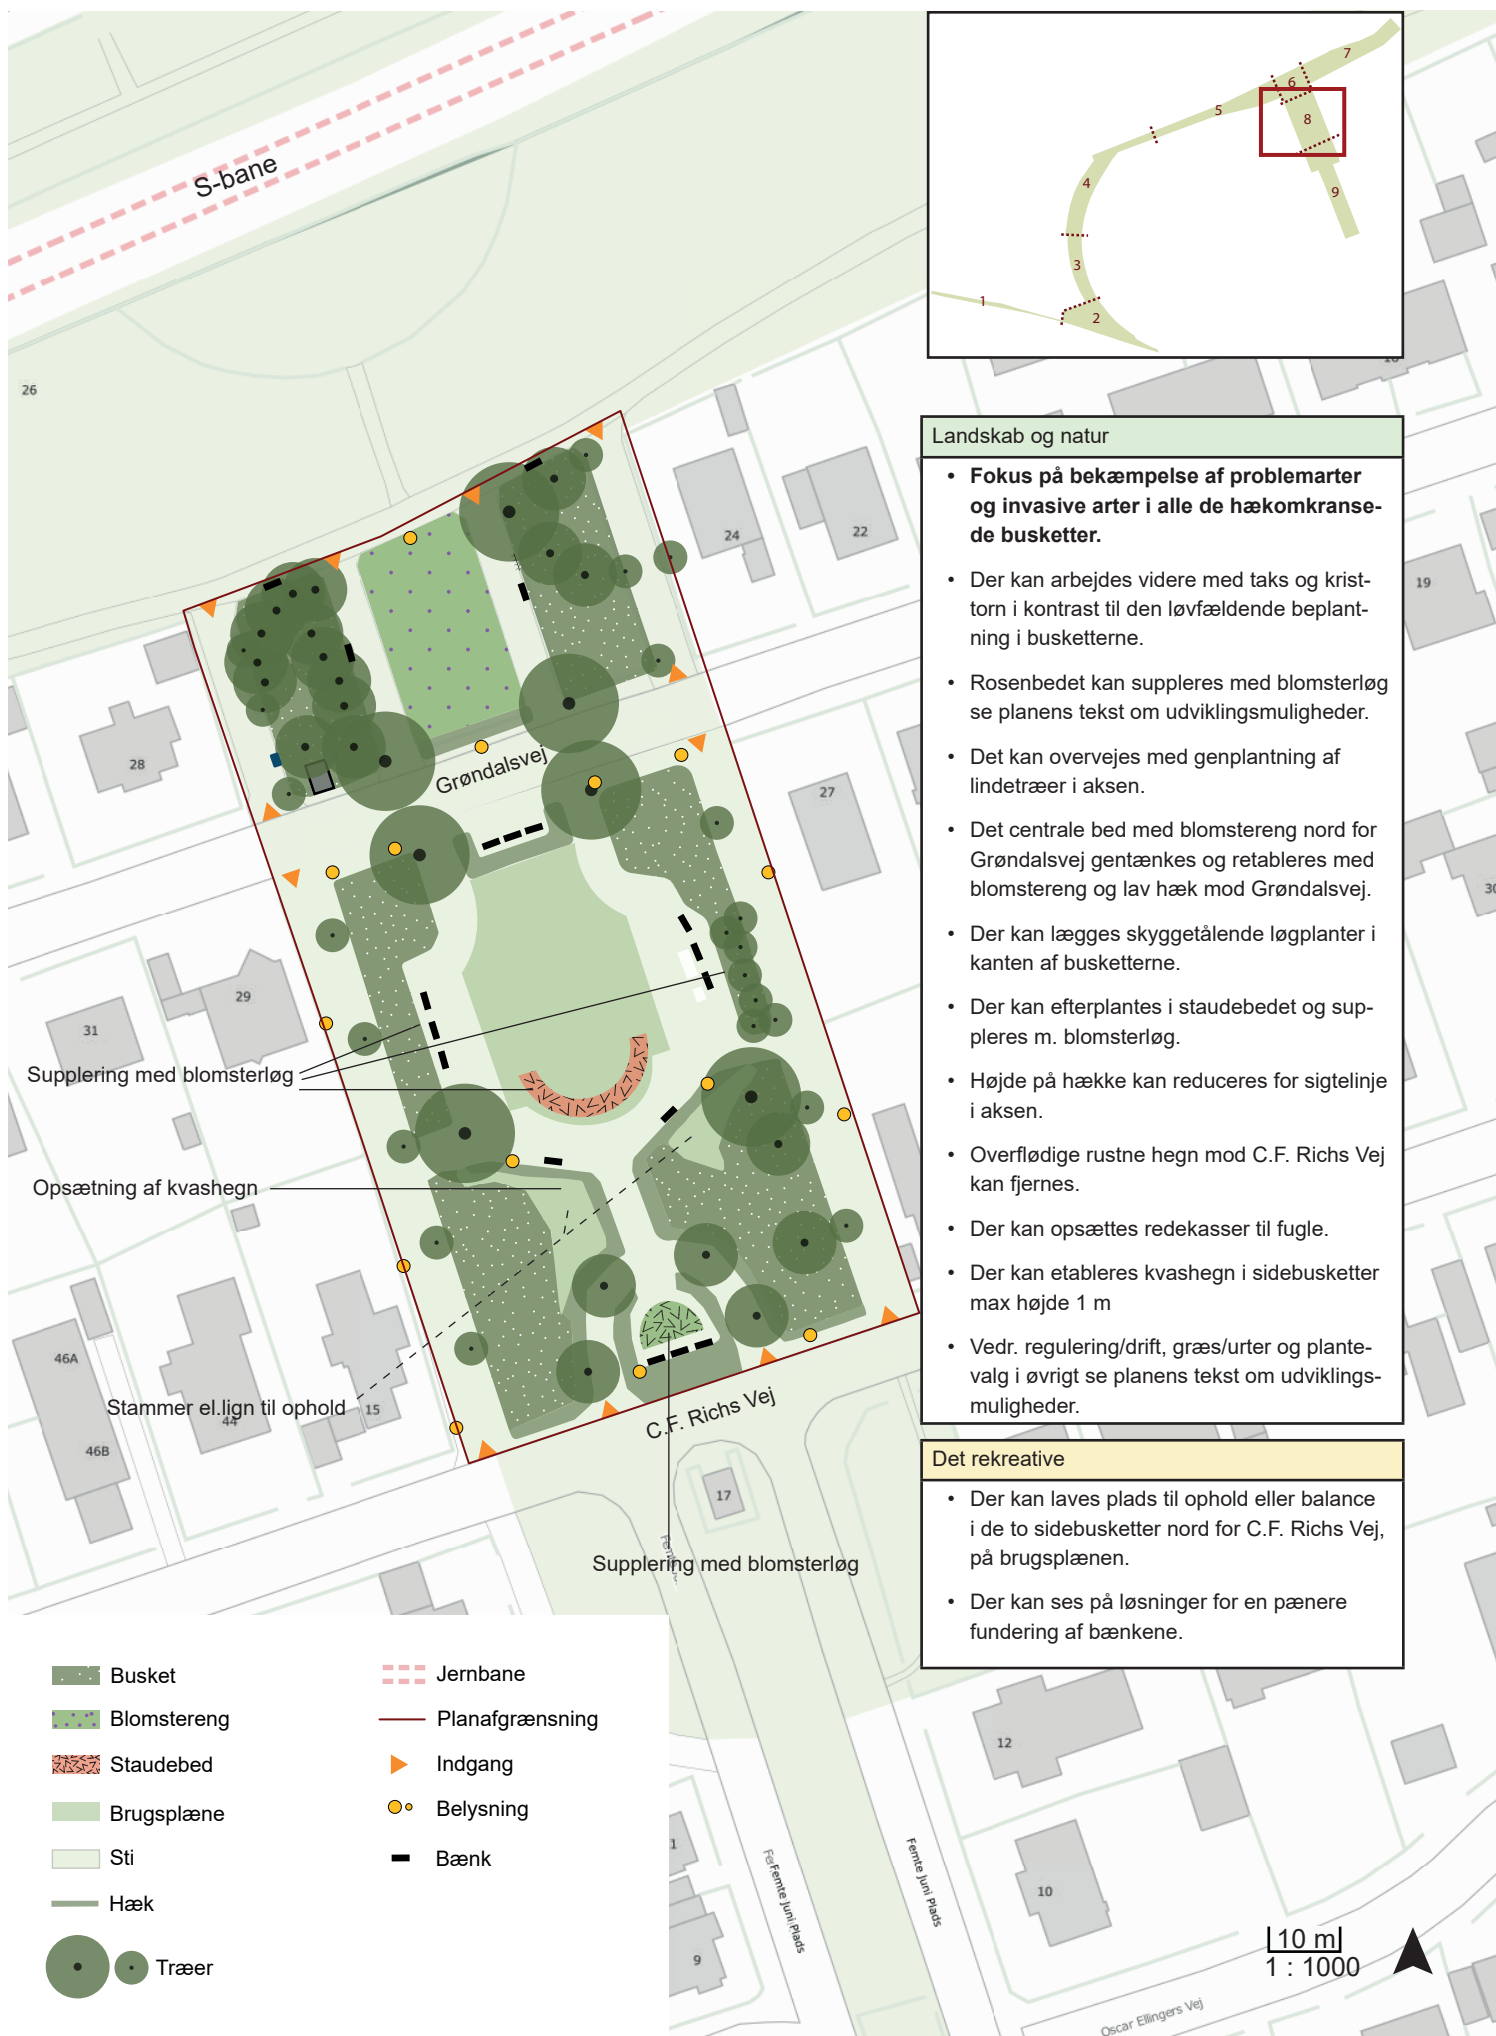 S-bane
1
2
3
4
5
6
7
8
9
26
18
24
22
19
28
27
30
29
31
Grøndalsvej
Supplering med blomsterløg
Opsætning af kvashegn
Stammer el.lign til ophold
46A
44
46B
15
C.F. Richs Vej
17
Supplering med blomsterløg
Landskab og natur
• Fokus på bekæmpelse af problemarter
og invasive arter i alle de hækomkranse-
de busketter.
• Der kan arbejdes videre med taks og krist-
torn i kontrast til den løvfældende beplant-
ning i busketterne.
• Rosenbedet kan suppleres med blomsterløg
se planens tekst om udviklingsmuligheder.
• Det kan overvejes med genplantning af
lindetræer i aksen.
• Det centrale bed med blomstereng nord for
Grøndalsvej gentænkes og retableres med
blomstereng og lav hæk mod Grøndalsvej.
• Der kan lægges skyggetålende løgplanter i
kanten af busketterne.
• Der kan efterplantes i staudebedet og sup-
pleres m. blomsterløg.
• Højde på hække kan reduceres for sigtelinje
i aksen.
• Overflødige rustne hegn mod C.F. Richs Vej
kan fjernes.
• Der kan opsættes redekasser til fugle.
• Der kan etableres kvashegn i sidebusketter
max højde 1 m
• Vedr. regulering/drift, græs/urter og plante-
valg i øvrigt se planens tekst om udviklings-
muligheder.
Det rekreative
• Der kan laves plads til ophold eller balance
i de to sidebusketter nord for C.F. Richs Vej,
på brugsplænen.
• Der kan ses på løsninger for en pænere
fundering af bænkene.
Busket
Blomstereng
Staudebed
Brugsplæne
Sti
Hæk
Træer
Jernbane
Planafgrænsning
Indgang
Belysning
Bænk
1
9
12
10
Femte Juni Plads
Femte Juni Plads
Oscar Ellingers Vej
10 m
1 : 1000